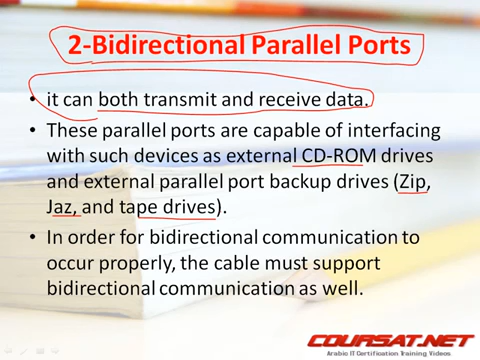 2-Bidirectional Parallel Ports
• it can both transmit and receive data.
• These parallel ports are capable of interfacing
with such devices as external CD-ROM drives
and external parallel port backup drives (Zip,
Jaz, and tape drives).
• In order for bidirectional communication to
occur properly, the cable must support
bidirectional communication as well.
COURSAT.NET
Arabic IT Certification Training Videos